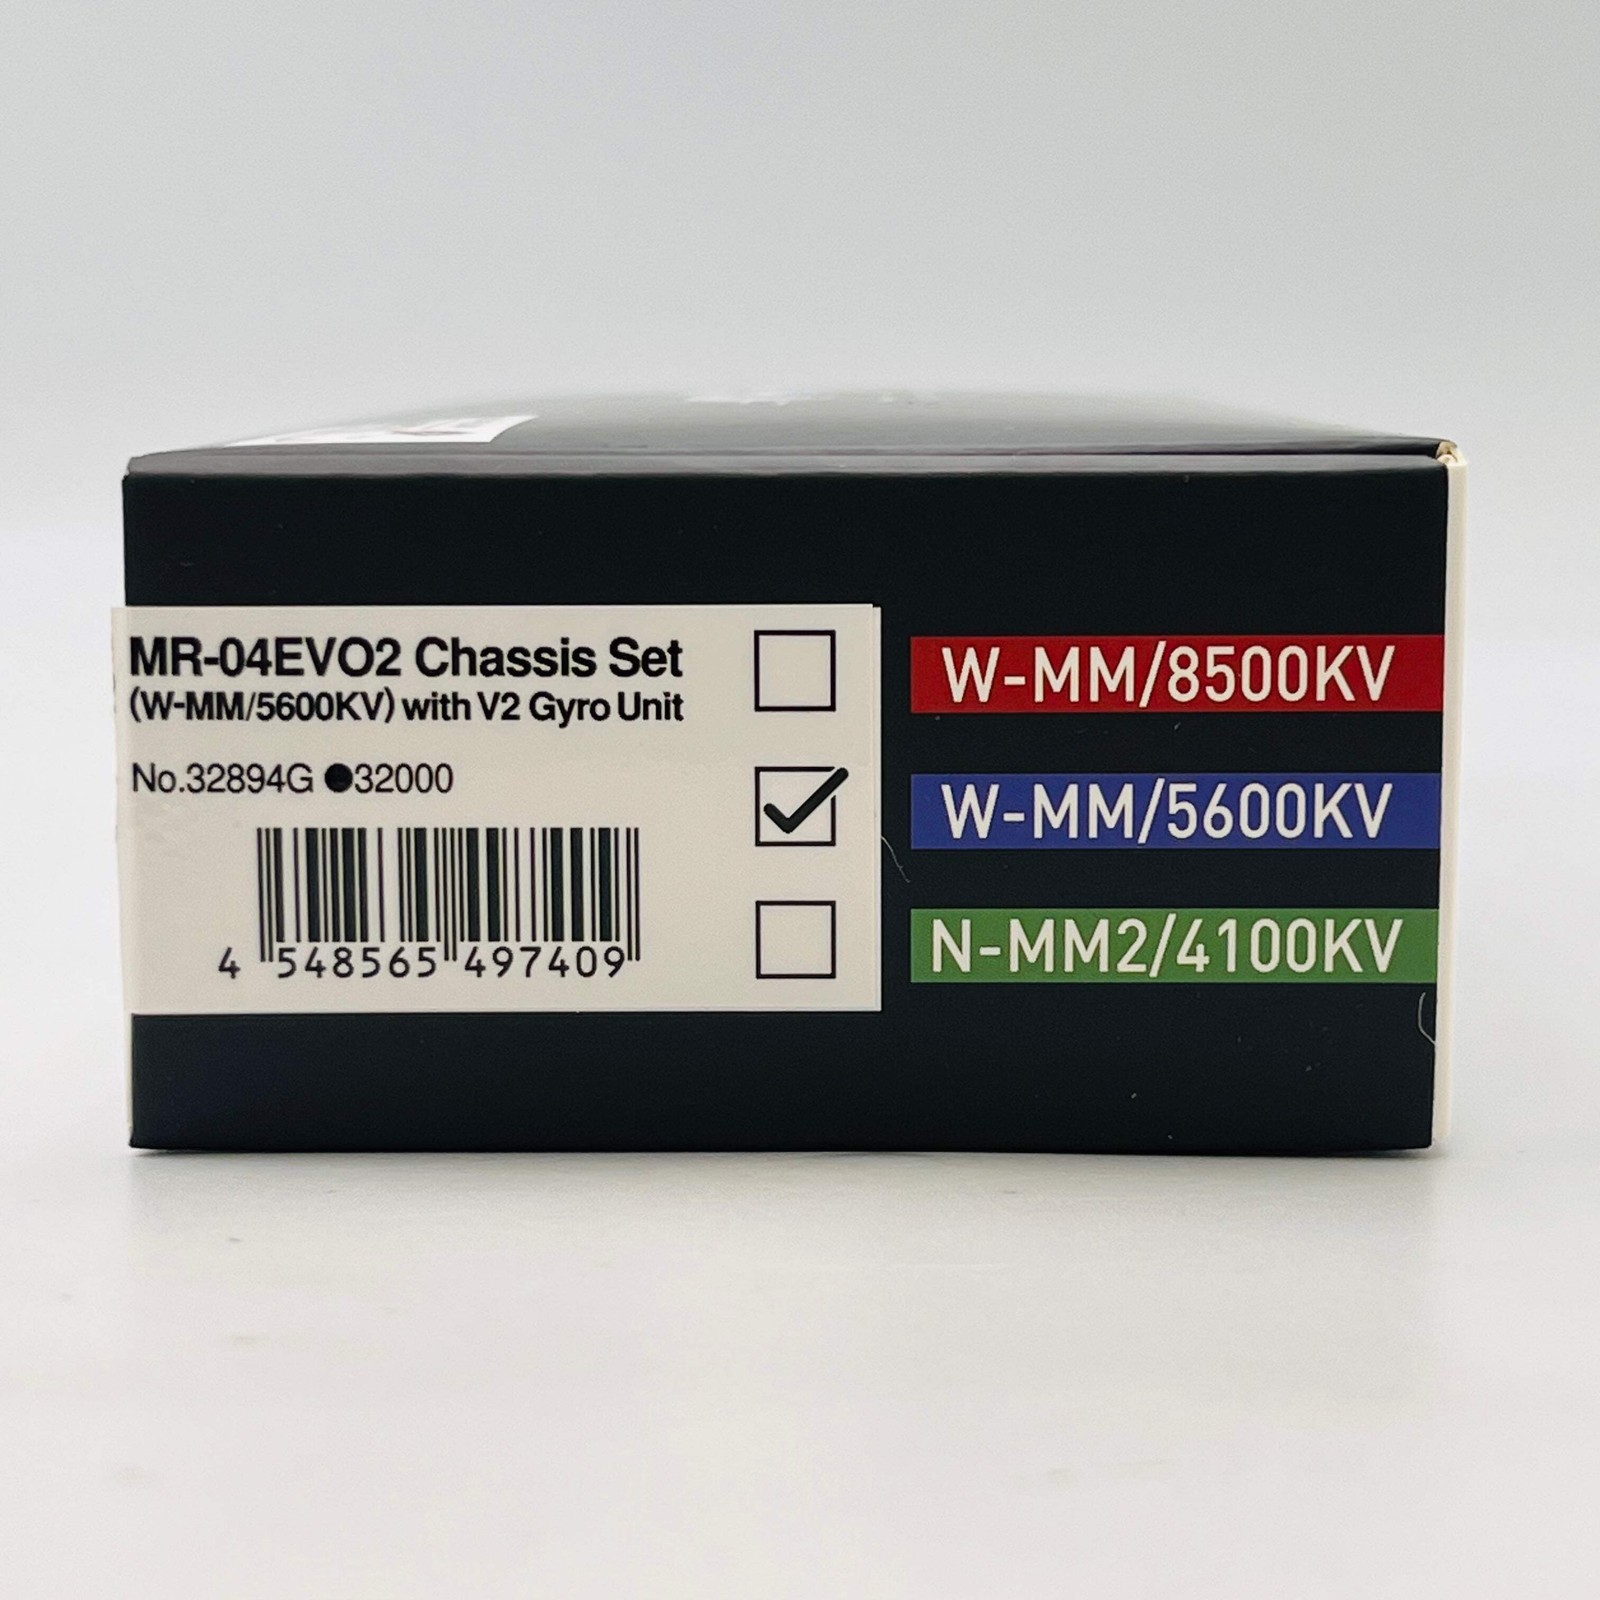 MR-04EVO2 Chassis Set
(W-MM/5600KV) with V2 Gyro Unit
No.32894G ●32000
4 548565 497409
W-MM/8500KV
W-MM/5600KV
N-MM2/4100KV